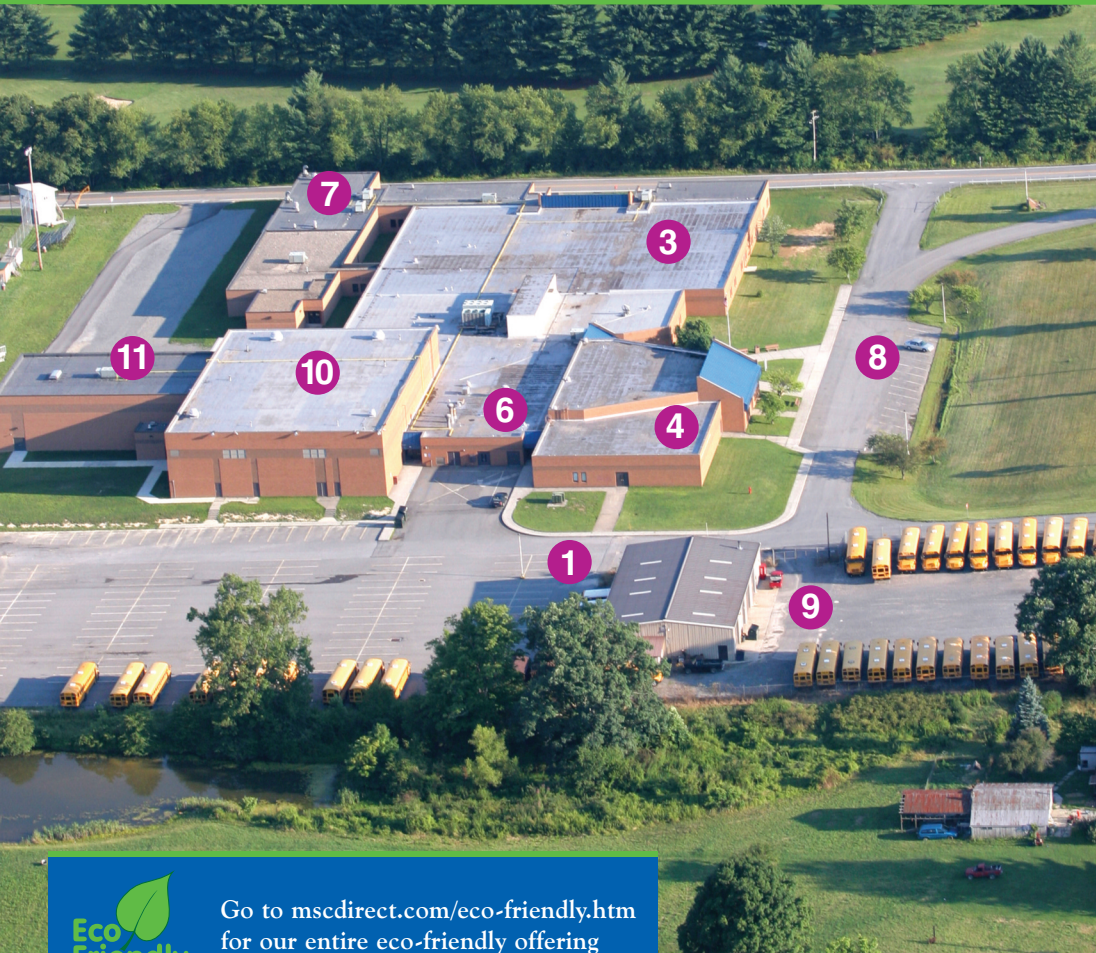 7
3
11
10
8
6
4
1
9
Eco
Friendly
Go to mscdirect.com/eco-friendly.htm
for our entire eco-friendly offering